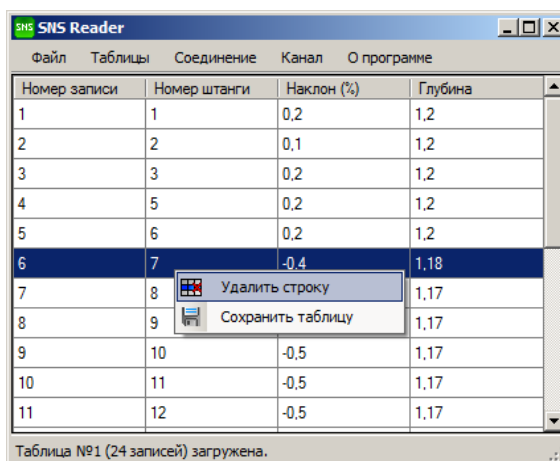 SNS SNS Reader
Файл Таблицы Соединение Канал О программе
Номер записи Номер штанги Наклон (%) Глубина
1 1 0,2 1,2
2 2 0,1 1,2
3 3 0,2 1,2
4 5 0,2 1,2
5 6 0,2 1,2
6 7 -0,4 1,18
7 8 1,17
Удалить строку
8 9 1,17
Сохранить таблицу
9 10 -0,5 1,17
10 11 -0,5 1,17
11 12 -0,5 1,17
Таблица №1 (24 записей) загружена.